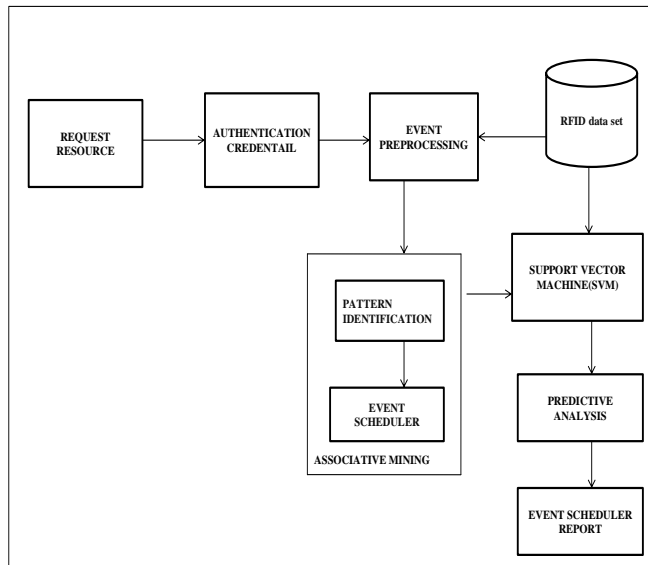 REQUEST
RESOURCE
AUTHENTICATION
CREDENTAIL
EVENT
PREPROCESSING
RFID data set
PATTERN
IDENTIFICATION
EVENT
SCHEDULER
ASSOCIATIVE MINING
SUPPORT VECTOR
MACHINE(SVM)
PREDICTIVE
ANALYSIS
EVENT SCHEDULER
REPORT